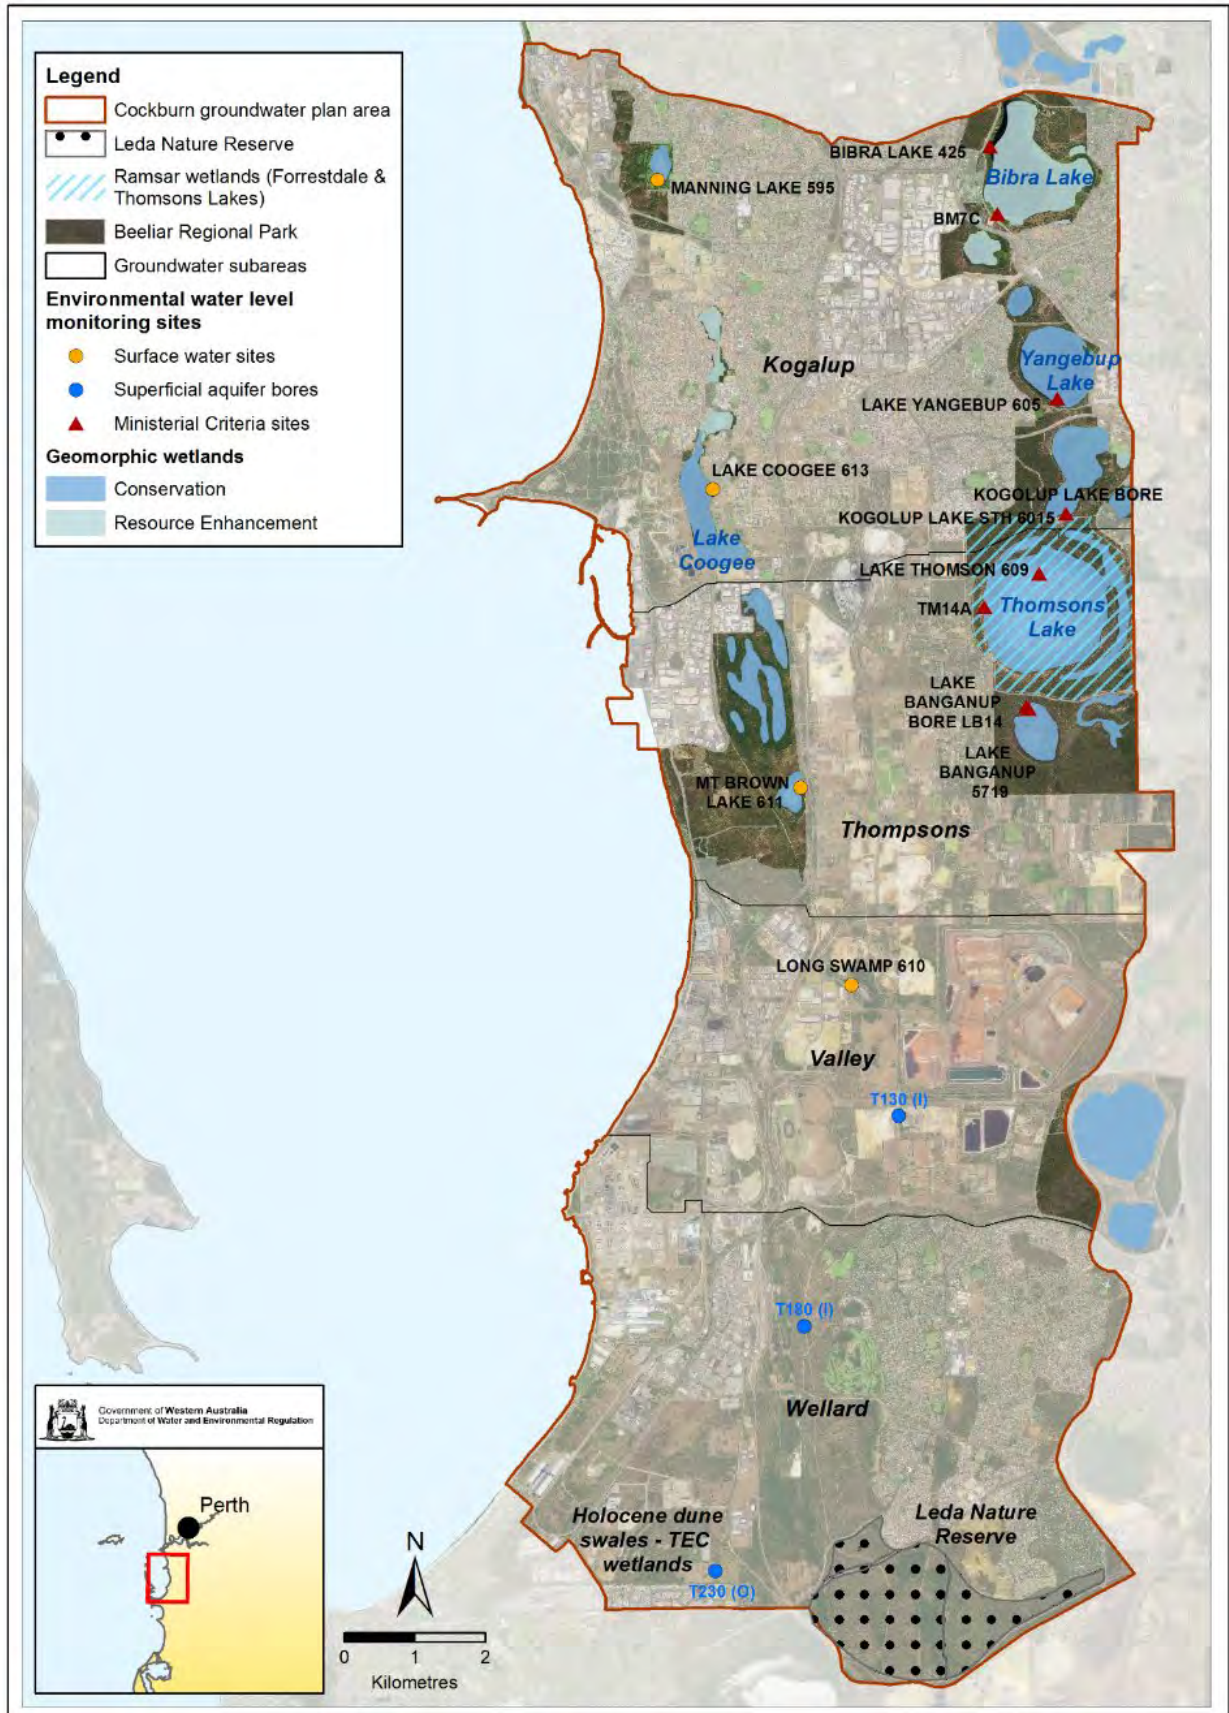 Legend
Cockburn groundwater plan area
Leda Nature Reserve
Ramsar wetlands (Forrestdale &
Thomsons Lakes)
Beeliar Regional Park
Groundwater subareas
Environmental water level
monitoring sites
Surface water sites
Superficial aquifer bores
Ministerial Criteria sites
Geomorphic wetlands
Conservation
Resource Enhancement
BIBRA LAKE 425
Bibra Lake
MANNING LAKE 595
BM7C
Kogalup
Yangebup
Lake
LAKE YANGEBUP 605
LAKE COOGEE 613
KOGOLUP LAKE BORE
KOGOLUP LAKE STH 6015
Lake
Coogee
LAKE THOMSON 609
TM14A
Thomsons
Lake
LAKE
BANGANUP
BORE LB14
LAKE
BANGANUP
5719
MT BROWN
LAKE 611
Thompsons
LONG SWAMP 610
Valley
T130 (I)
T180 (I)
Wellard
Holocene dune
swales - TEC
wetlands
Leda Nature
Reserve
T230 (O)
Government of Western Australia
Department of Water and Environmental Regulation
Perth
N
0 1 2
Kilometres